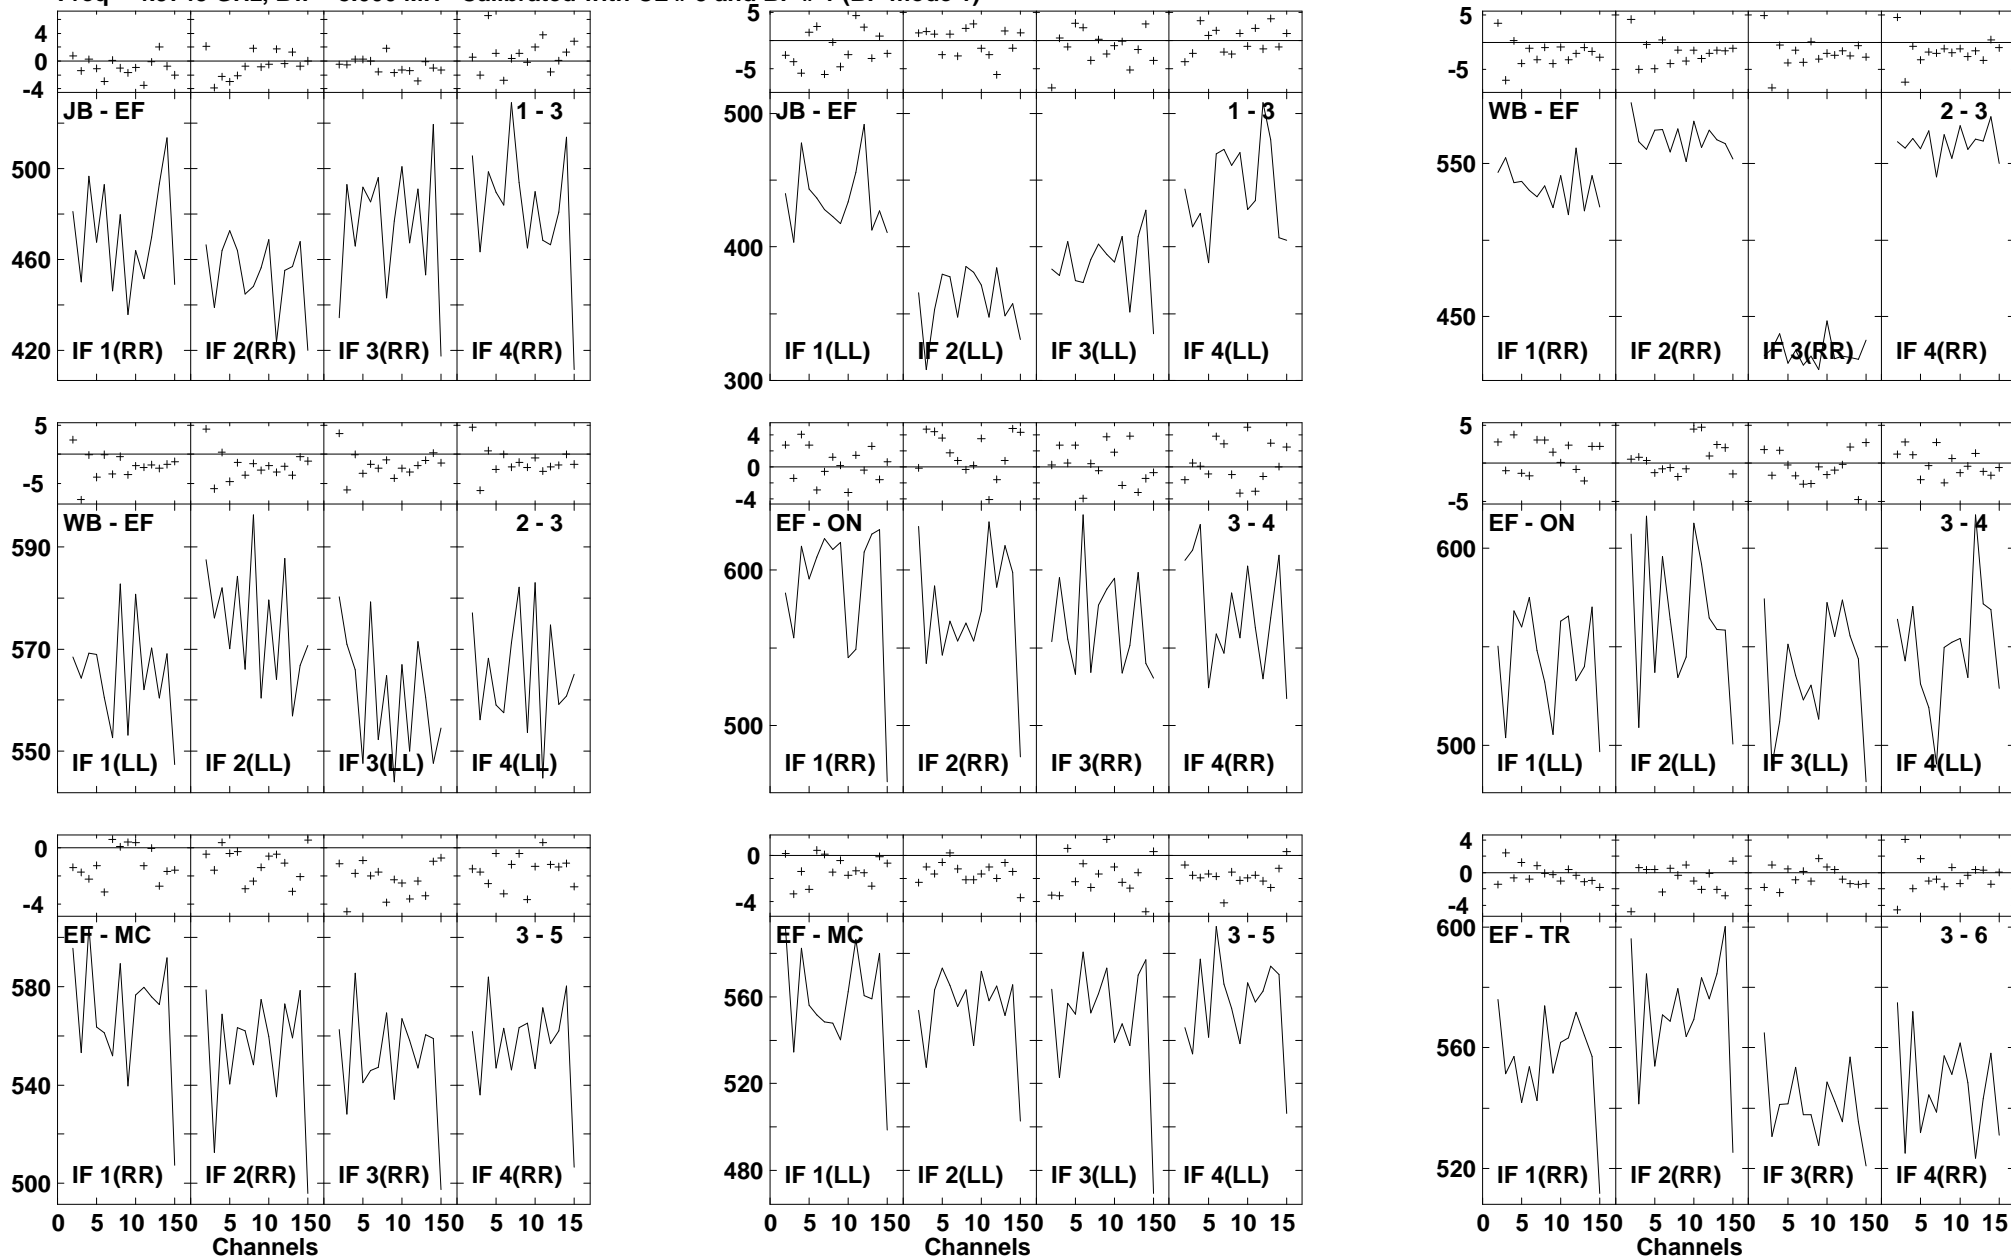 4
0
-4
JB - EF
1 - 3
500
460
420
IF 1(RR)
IF 2(RR)
IF 3(RR)
IF 4(RR)
5
-5
JB - EF
1 - 3
500
400
300
IF 1(LL)
IF 2(LL)
IF 3(LL)
IF 4(LL)
5
-5
WB - EF
2 - 3
550
450
IF 1(RR)
IF 2(RR)
IF 3(RR)
IF 4(RR)
5
-5
WB - EF
2 - 3
590
570
550
IF 1(LL)
IF 2(LL)
IF 3(LL)
IF 4(LL)
4
0
-4
EF - ON
3 - 4
600
500
IF 1(RR)
IF 2(RR)
IF 3(RR)
IF 4(RR)
5
-5
EF - ON
3 - 4
600
500
IF 1(LL)
IF 2(LL)
IF 3(LL)
IF 4(LL)
0
-4
EF - MC
3 - 5
580
540
500
IF 1(RR)
IF 2(RR)
IF 3(RR)
IF 4(RR)
0 5 10 150 5 10 150 5 10 150 5 10 15
Channels
0
-4
EF - MC
3 - 5
560
520
480
IF 1(LL)
IF 2(LL)
IF 3(LL)
IF 4(LL)
0 5 10 150 5 10 150 5 10 150 5 10 15
Channels
4
0
-4
EF - TR
3 - 6
600
560
520
IF 1(RR)
IF 2(RR)
IF 3(RR)
IF 4(RR)
0 5 10 150 5 10 150 5 10 150 5 10 15
Channels